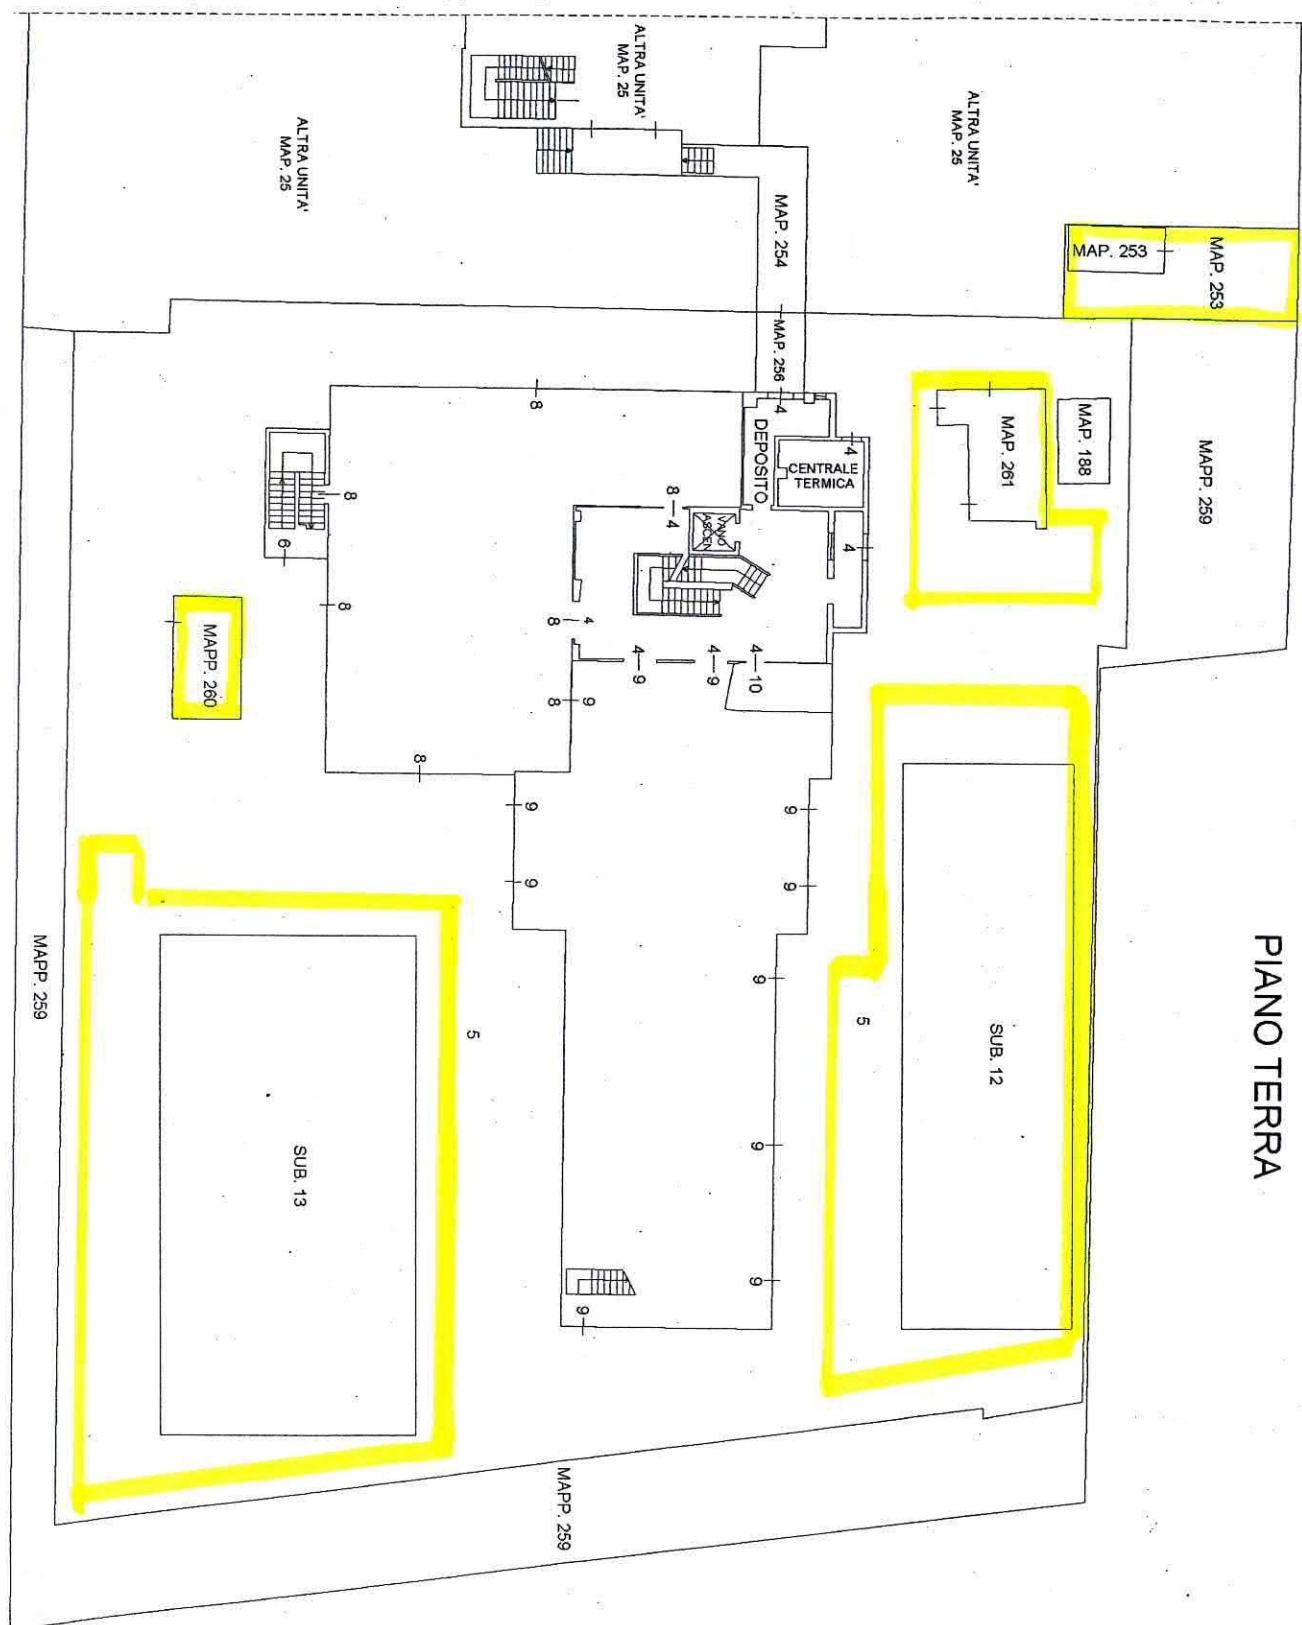 PIANO TERRA
ALTRA UNITA'
MAP. 25
ALTRA UNITA'
MAP. 25
ALTRA UNITA'
MAP. 25
MAP. 253
MAP. 253
MAP. 254
MAP. 256
MAP. 188
MAP. 261
MAPP. 259
4
DEPOSITO
4
CENTRALE
TERMICA
8
8
4
VANO
ASCEN
4
8
6
8
8
4
4
9
4
9
4
10
8
9
MAPP. 260
8
9
9
9
9
9
5
SUB. 12
5
SUB. 13
9
9
9
MAPP. 259
MAPP. 259